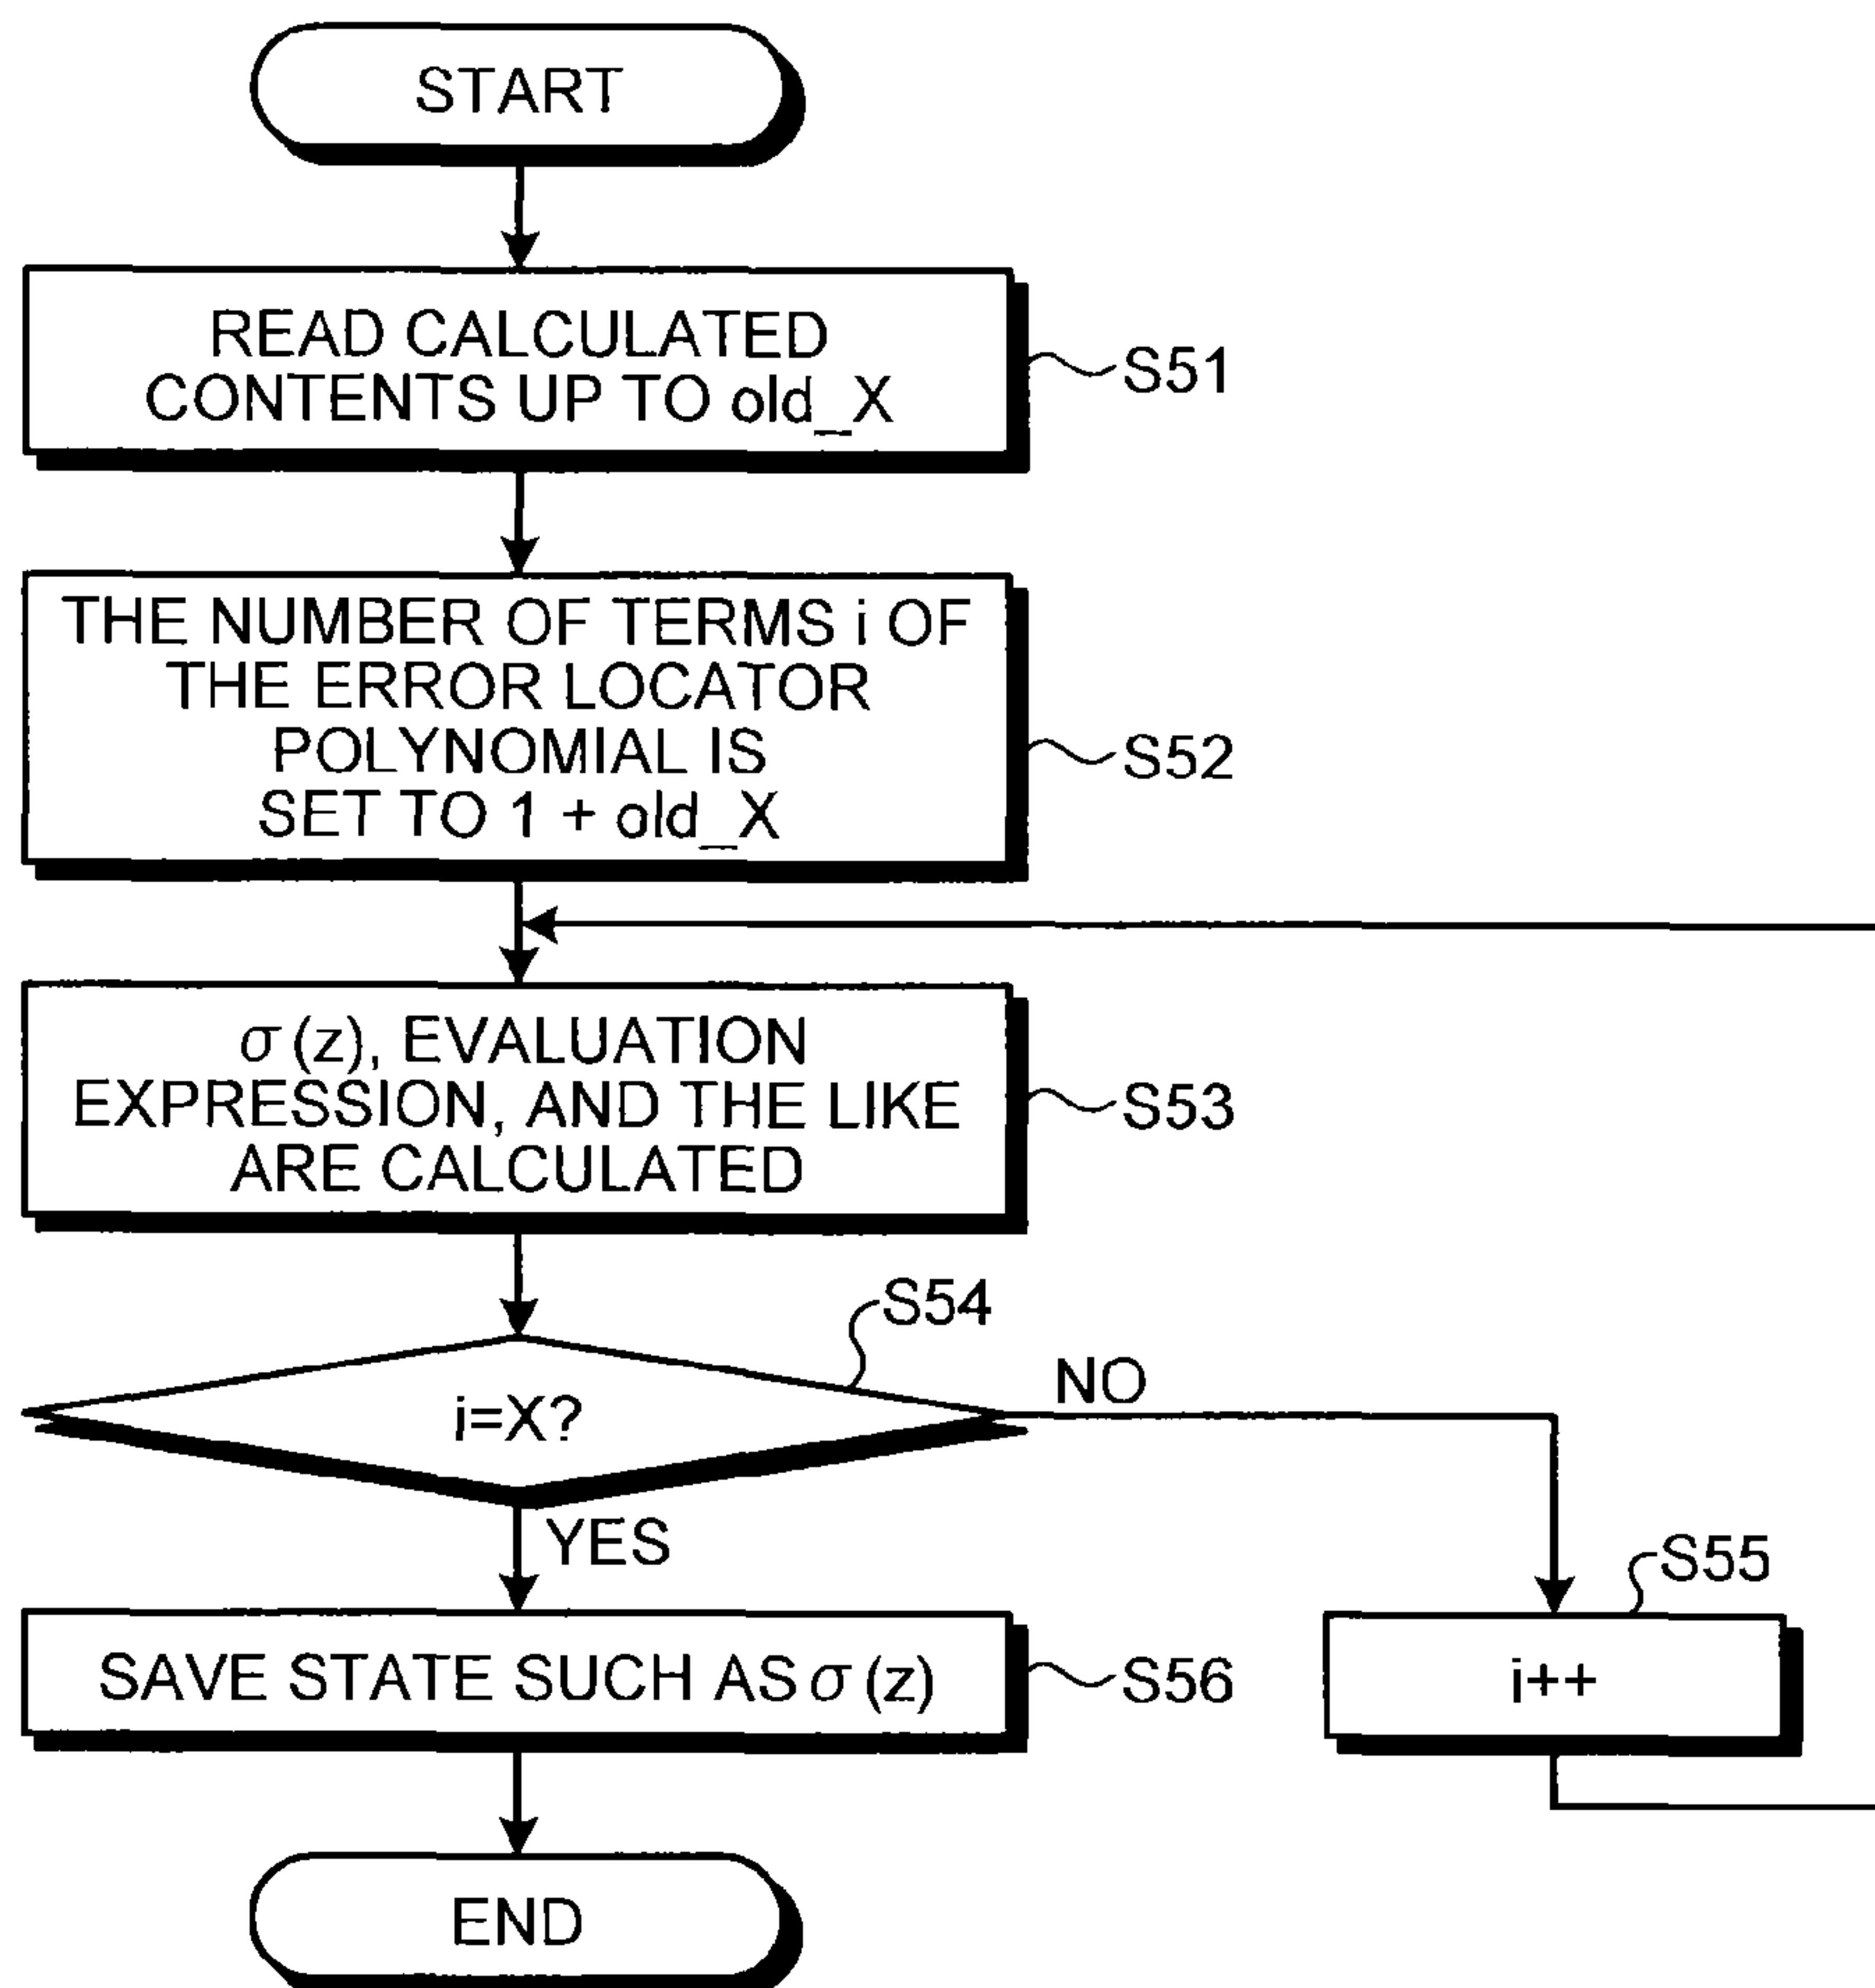 START
READ CALCULATED
CONTENTS UP TO old_X
S51
THE NUMBER OF TERMS i OF
THE ERROR LOCATOR
POLYNOMIAL IS
SET TO 1 + old_X
S52
σ(z), EVALUATION
EXPRESSION, AND THE LIKE
ARE CALCULATED
S53
S54
i=X?
NO
YES
S55
i++
SAVE STATE SUCH AS σ(z)
S56
END